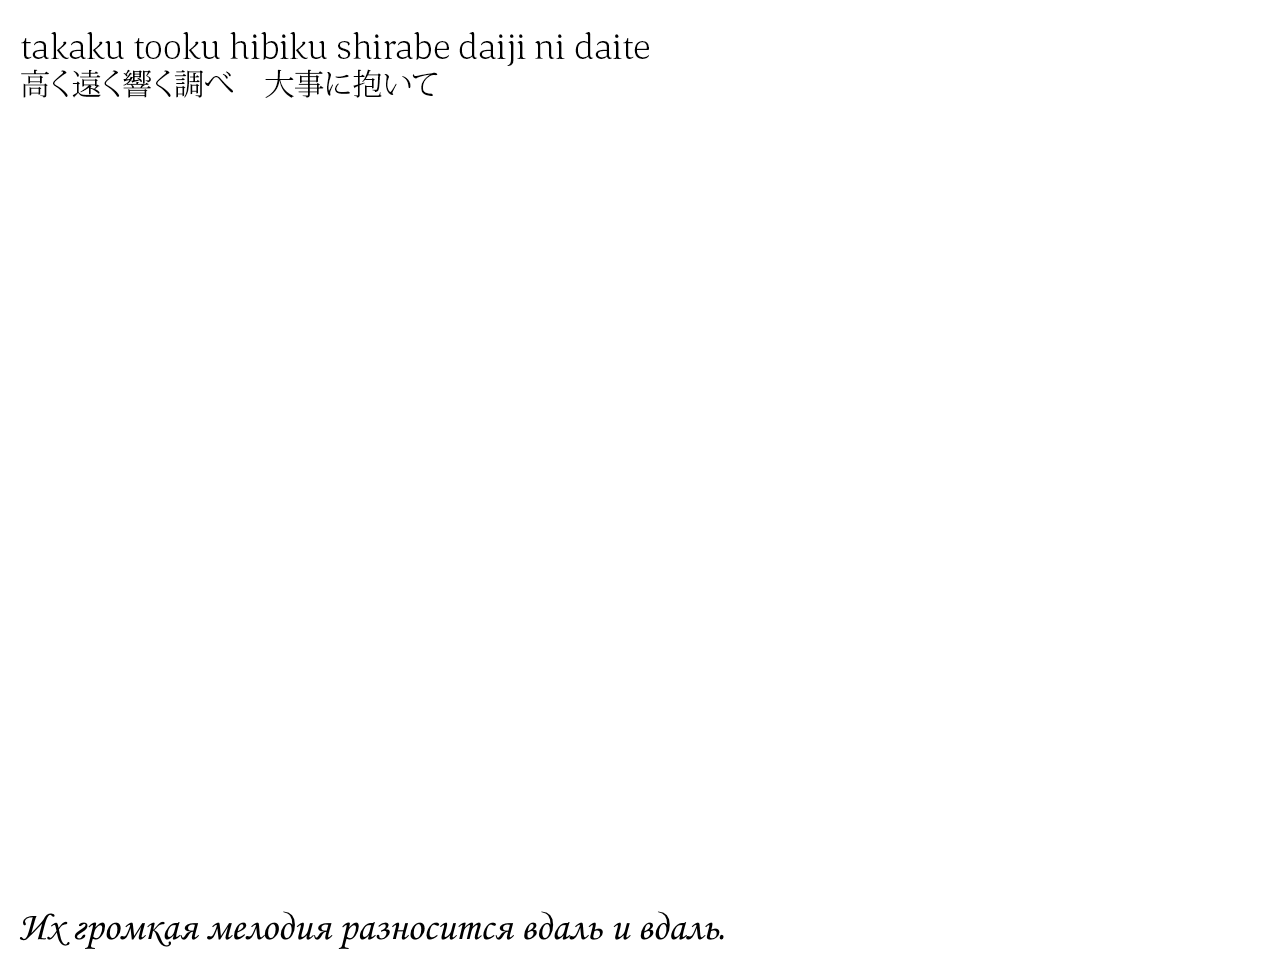 takaku tooku hibiku shirabe daiji ni daite
高く遠く響く調べ　大事に抱いて
Их громкая мелодия разносится вдаль и вдаль.